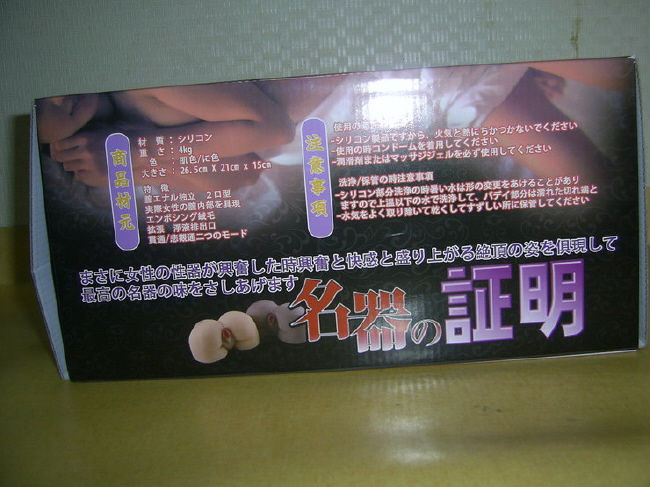 商品材元
材 質：シリコン
重 さ：4kg
色：肌色/に色
大きさ：26.5cm X 21cm x 15cm
特 徴
膣エナル独立 2口型
実際女性の膣内部を具現
エンボシング絨毛
拡張 滞液排出口
貫通/忠報通二つのモード
注意事項
使用の
-シリコン製品ですから、火気と熱にちかつかないでください
-使用の時コンドームを着用してください
-潤滑剤またはマッサジジェルを必ず使用してください
洗浄/保管の時注意事項
-シリコン部分洗浄の時暑い水は形の変更をあけることがあり
ますので上温以下の水で洗浄して、バディ部分は濡れた切れ端と
-水気をよく取り除いて乾くしてすずしい所に保管してください
まさに女性の性器が興奮した時興奮と快感と盛り上がる絶頂の姿を俱現して
最高の名器の味をさしあげます
名器の証明